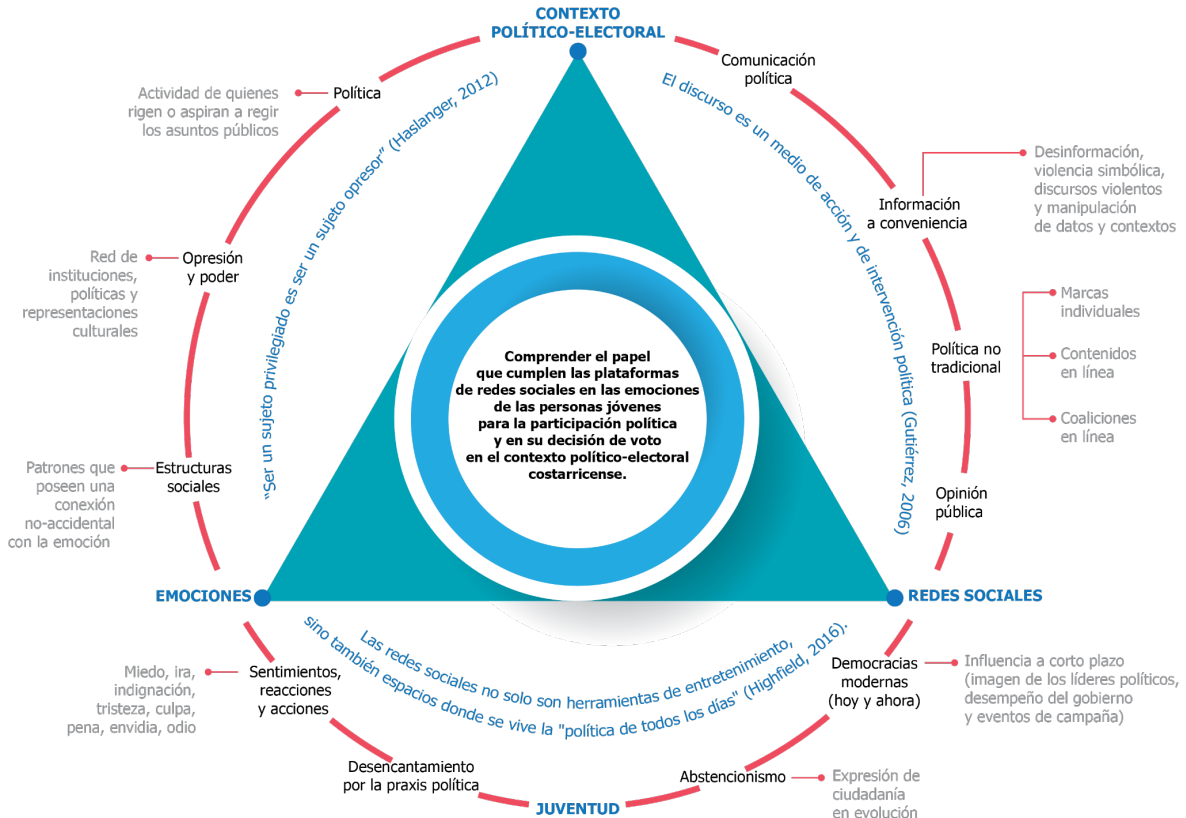 CONTEXTO
POLÍTICO-ELECTORAL
Comunicación
política
Política
Actividad de quienes
rigen o aspiran a regir
los asuntos públicos
"Ser un sujeto privilegiado es ser un sujeto opresor" (Haslanger, 2012)
El discurso es un medio de acción y de intervención política (Gutiérrez, 2006)
Desinformación,
violencia simbólica,
discursos violentos
y manipulación
de datos y contextos
Información
a conveniencia
Opresión
y poder
Red de
instituciones,
políticas y
representaciones
culturales
Marcas
individuales
Política no
tradicional
Contenidos
en línea
Coaliciones
en línea
Comprender el papel
que cumplen las plataformas
de redes sociales en las emociones
de las personas jóvenes
para la participación política
y en su decisión de voto
en el contexto político-electoral
costarricense.
Estructuras
sociales
Patrones que
poseen una
conexión
no-accidental
con la emoción
Opinión
pública
EMOCIONES
REDES SOCIALES
Las redes sociales no solo son herramientas de entretenimiento,
sino también espacios donde se vive la "política de todos los días" (Highfield, 2016).
Sentimientos,
reacciones
y acciones
Miedo, ira,
indignación,
tristeza, culpa,
pena, envidia, odio
Democracias
modernas
(hoy y ahora)
Influencia a corto plazo
(imagen de los líderes políticos,
desempeño del gobierno
y eventos de campaña)
Desencantamiento
por la praxis política
Abstencionismo
Expresión de
ciudadanía
en evolución
JUVENTUD